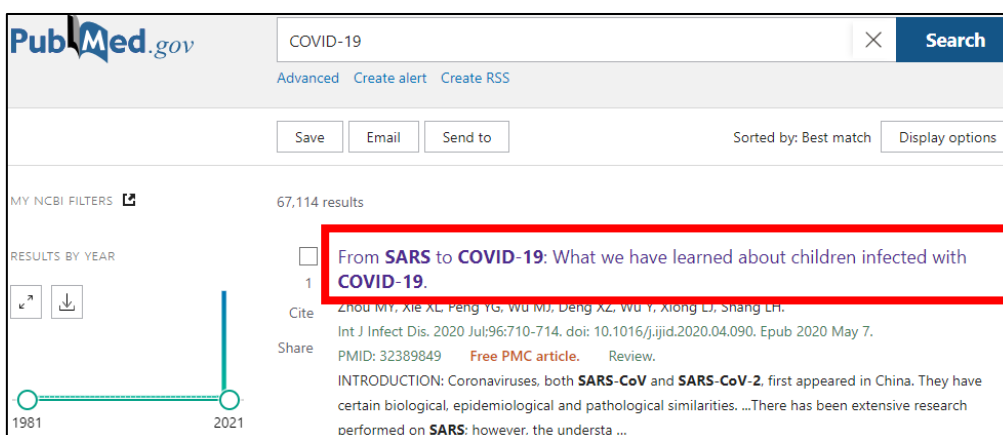 PubMed.gov
COVID-19
Search
Advanced Create alert Create RSS
Save Email Send to Sorted by: Best match Display options
MY NCBI FILTERS
67,114 results
RESULTS BY YEAR
From SARS to COVID-19: What we have learned about children infected with
COVID-19.
1
Cite
Zhou MY, Xie XL, Peng YG, Wu MJ, Deng XZ, Wu Y, Xiong LJ, Shang LH.
Int J Infect Dis. 2020 Jul;96:710-714. doi: 10.1016/j.ijid.2020.04.090. Epub 2020 May 7.
Share
PMID: 32389849 Free PMC article. Review.
INTRODUCTION: Coronaviruses, both SARS-CoV and SARS-CoV-2, first appeared in China. They have
certain biological, epidemiological and pathological similarities. ...There has been extensive research
performed on SARS; however, the understa ...
1981 2021